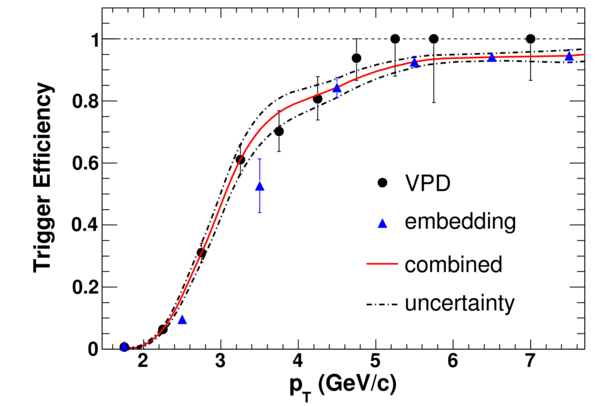 Trigger Efficiency
1
0.8
0.6
0.4
0.2
0
2
3
4
5
6
7
p_T (GeV/c)
VPD
embedding
combined
uncertainty